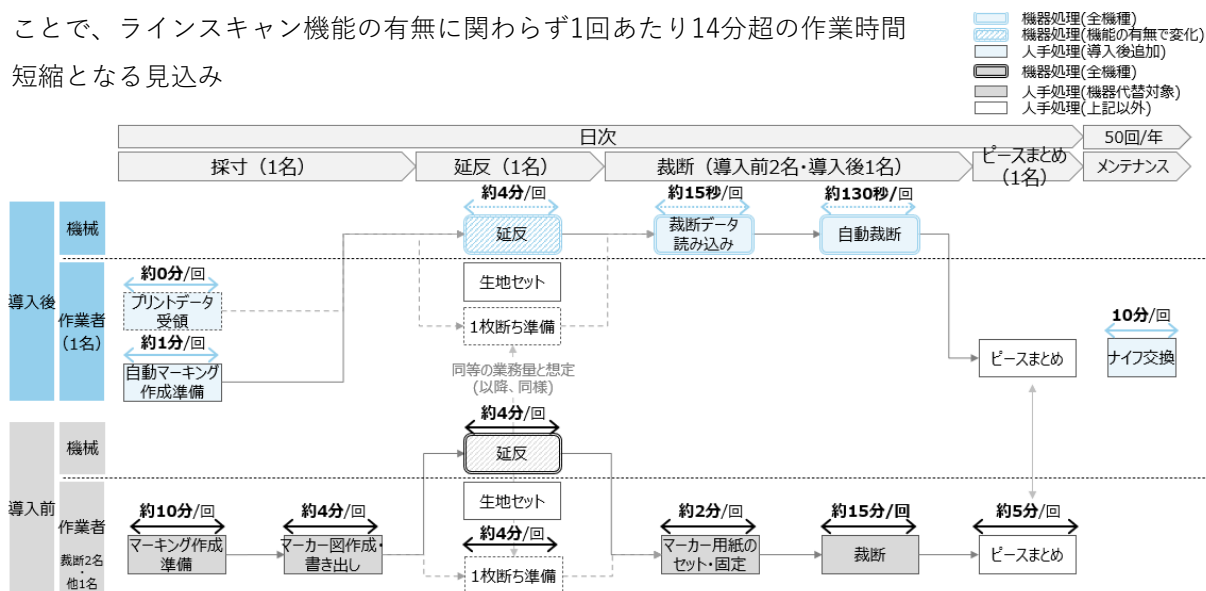 ことで、ラインスキャン機能の有無に関わらず1回あたり14分超の作業時間
短縮となる見込み
機器処理(全機種)
機器処理(機能の有無で変化)
人手処理(導入後追加)
機器処理(全機種)
人手処理(機器代替対象)
人手処理(上記以外)
日次
50回/年
採寸（1名）
延反（1名）
裁断（導入前2名・導入後1名）
ピースまとめ
（1名）
メンテナンス
導入後
機械
約4分/回
延反
約15秒/回
裁断データ
読み込み
約130秒/回
自動裁断
作業者
(1名)
約0分/回
プリントデータ
受領
約1分/回
自動マーキング
作成準備
生地セット
1枚断ち準備
同等の業務量と想定
(以降、同様)
ピースまとめ
10分/回
ナイフ交換
導入前
機械
約4分/回
延反
作業者
裁断2名
・
他1名
約10分/回
マーキング作成
準備
約4分/回
マーカー図作成・
書き出し
生地セット
約4分/回
1枚断ち準備
約2分/回
マーカー用紙の
セット・固定
約15分/回
裁断
約5分/回
ピースまとめ